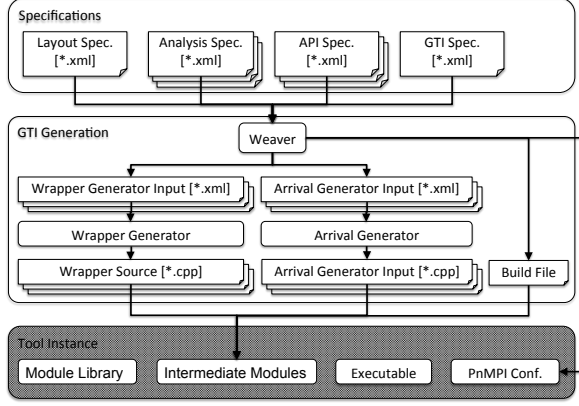 Specifications
Layout Spec.
[*.xml]
Analysis Spec.
[*.xml]
API Spec.
[*.xml]
GTI Spec.
[*.xml]
GTI Generation
Weaver
Wrapper Generator Input [*.xml]
Arrival Generator Input [*.xml]
Wrapper Generator
Arrival Generator
Wrapper Source [*.cpp]
Arrival Generator Input [*.cpp]
Build File
Tool Instance
Module Library
Intermediate Modules
Executable
PnMPI Conf.